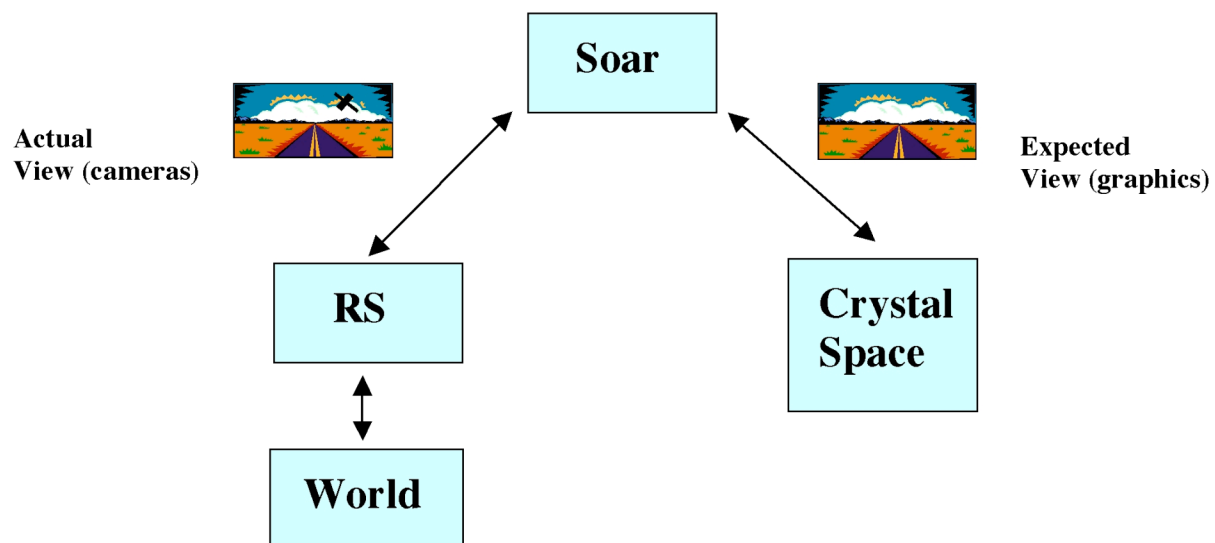 Soar
Actual
View (cameras)
Expected
View (graphics)
RS
Crystal
Space
World